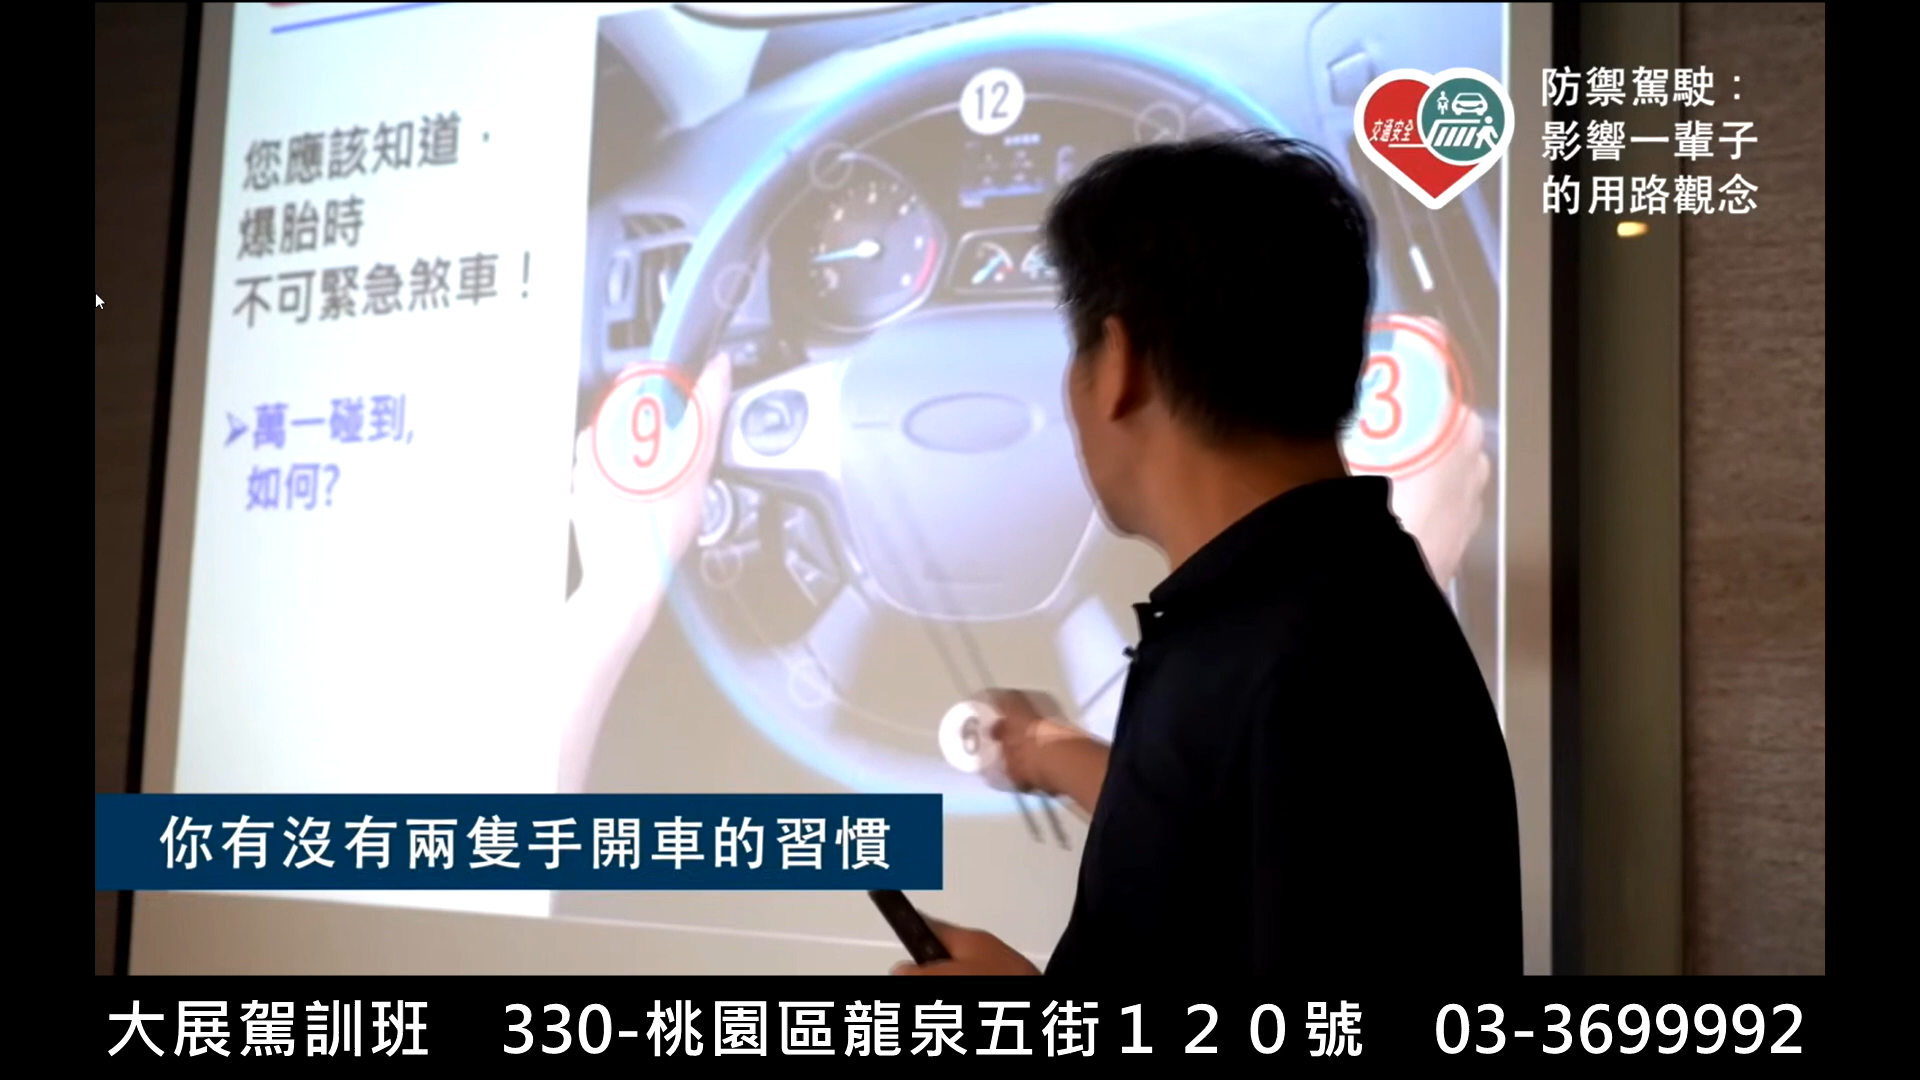 防禦駕駛：
影響一輩子
的用路觀念
交通安全
您應該知道，
爆胎時
不可緊急煞車！
➢萬一碰到,
如何?
12
9
3
6
你有沒有兩隻手開車的習慣
大展駕訓班 330-桃園區龍泉五街１２０號 03-3699992